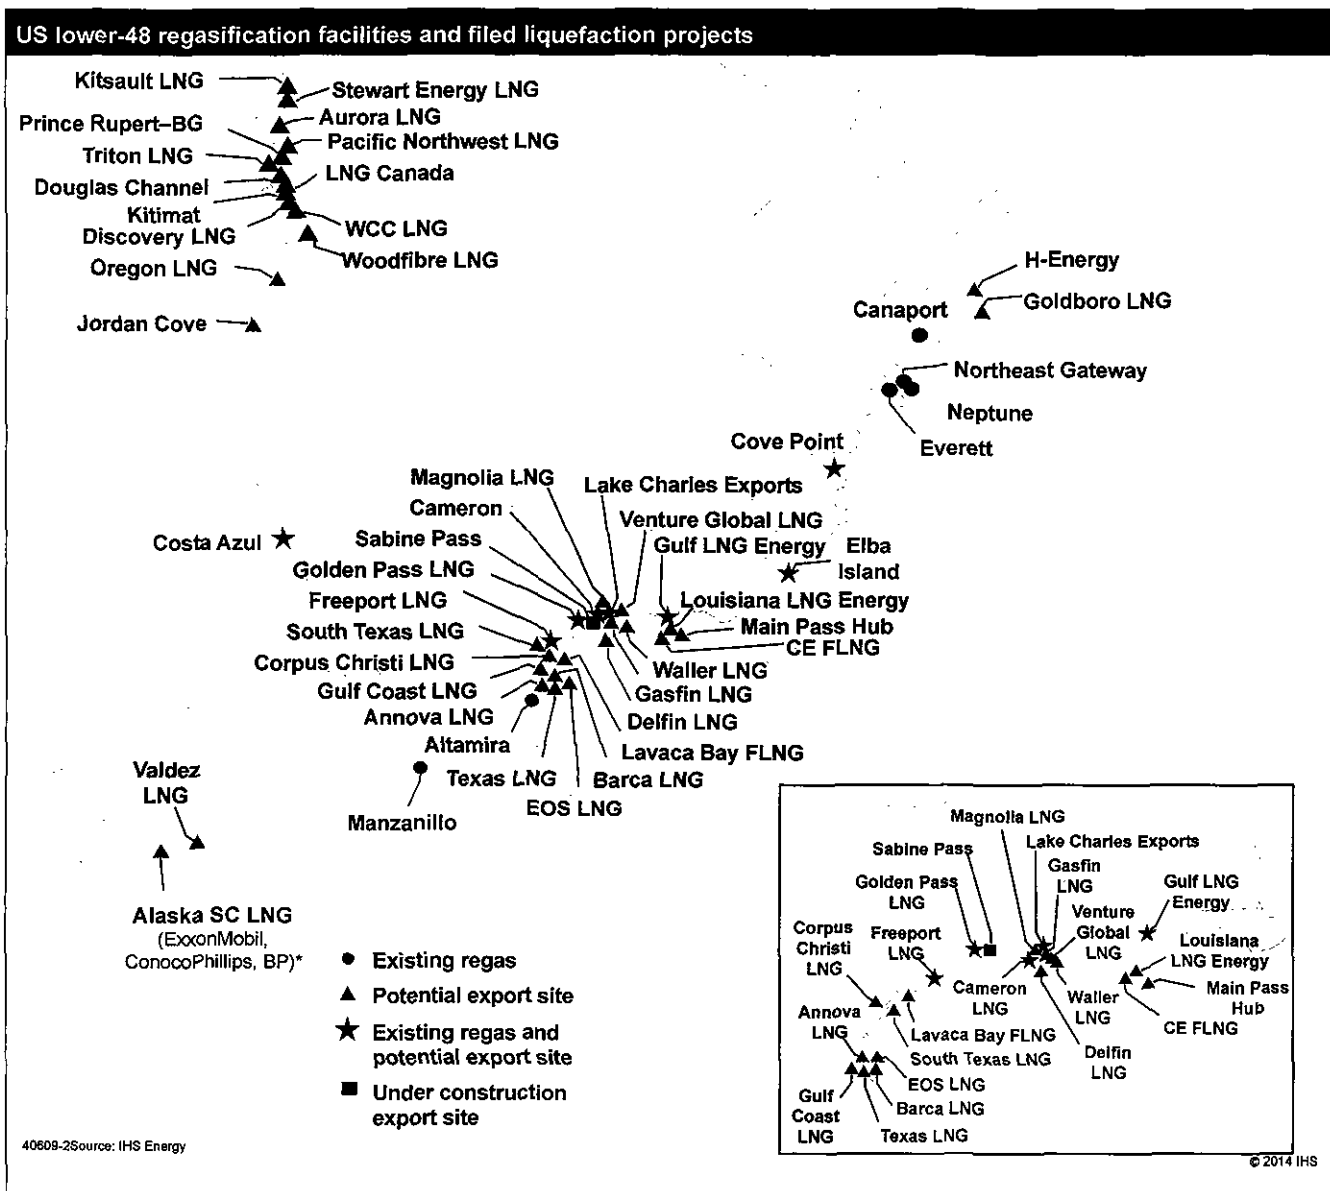 US lower-48 regasification facilities and filed liquefaction projects
Kitsault LNG
Stewart Energy LNG
Aurora LNG
Prince Rupert–BG
Pacific Northwest LNG
Triton LNG
LNG Canada
Douglas Channel
Kitimat
WCC LNG
Discovery LNG
Woodfibre LNG
Oregon LNG
Jordan Cove
H-Energy
Goldboro LNG
Canaport
Northeast Gateway
Neptune
Everett
Cove Point
Magnolia LNG
Lake Charles Exports
Cameron
Venture Global LNG
Sabine Pass
Gulf LNG Energy
Elba
Island
Costa Azul
Golden Pass LNG
Freeport LNG
Louisiana LNG Energy
South Texas LNG
Main Pass Hub
CE FLNG
Corpus Christi LNG
Waller LNG
Gulf Coast LNG
Gasfin LNG
Annova LNG
Delfin LNG
Altamira
Lavaca Bay FLNG
Texas LNG
Barca LNG
EOS LNG
Manzanillo
Valdez
LNG
Alaska SC LNG
(ExxonMobil,
ConocoPhillips, BP)*
Existing regas
Potential export site
Existing regas and
potential export site
Under construction
export site
Magnolia LNG
Lake Charles Exports
Sabine Pass
Gasfin
LNG
Golden Pass
LNG
Gulf LNG
Energy
Venture
Global
LNG
Corpus
Christi
LNG
Freeport
LNG
Louisiana
LNG Energy
Cameron
LNG
Waller
LNG
Main Pass
Hub
CE FLNG
Annova
LNG
Lavaca Bay FLNG
South Texas LNG
Delfin
LNG
EOS LNG
Gulf
Coast
LNG
Barca LNG
Texas LNG
40609-2Source: IHS Energy
© 2014 IHS